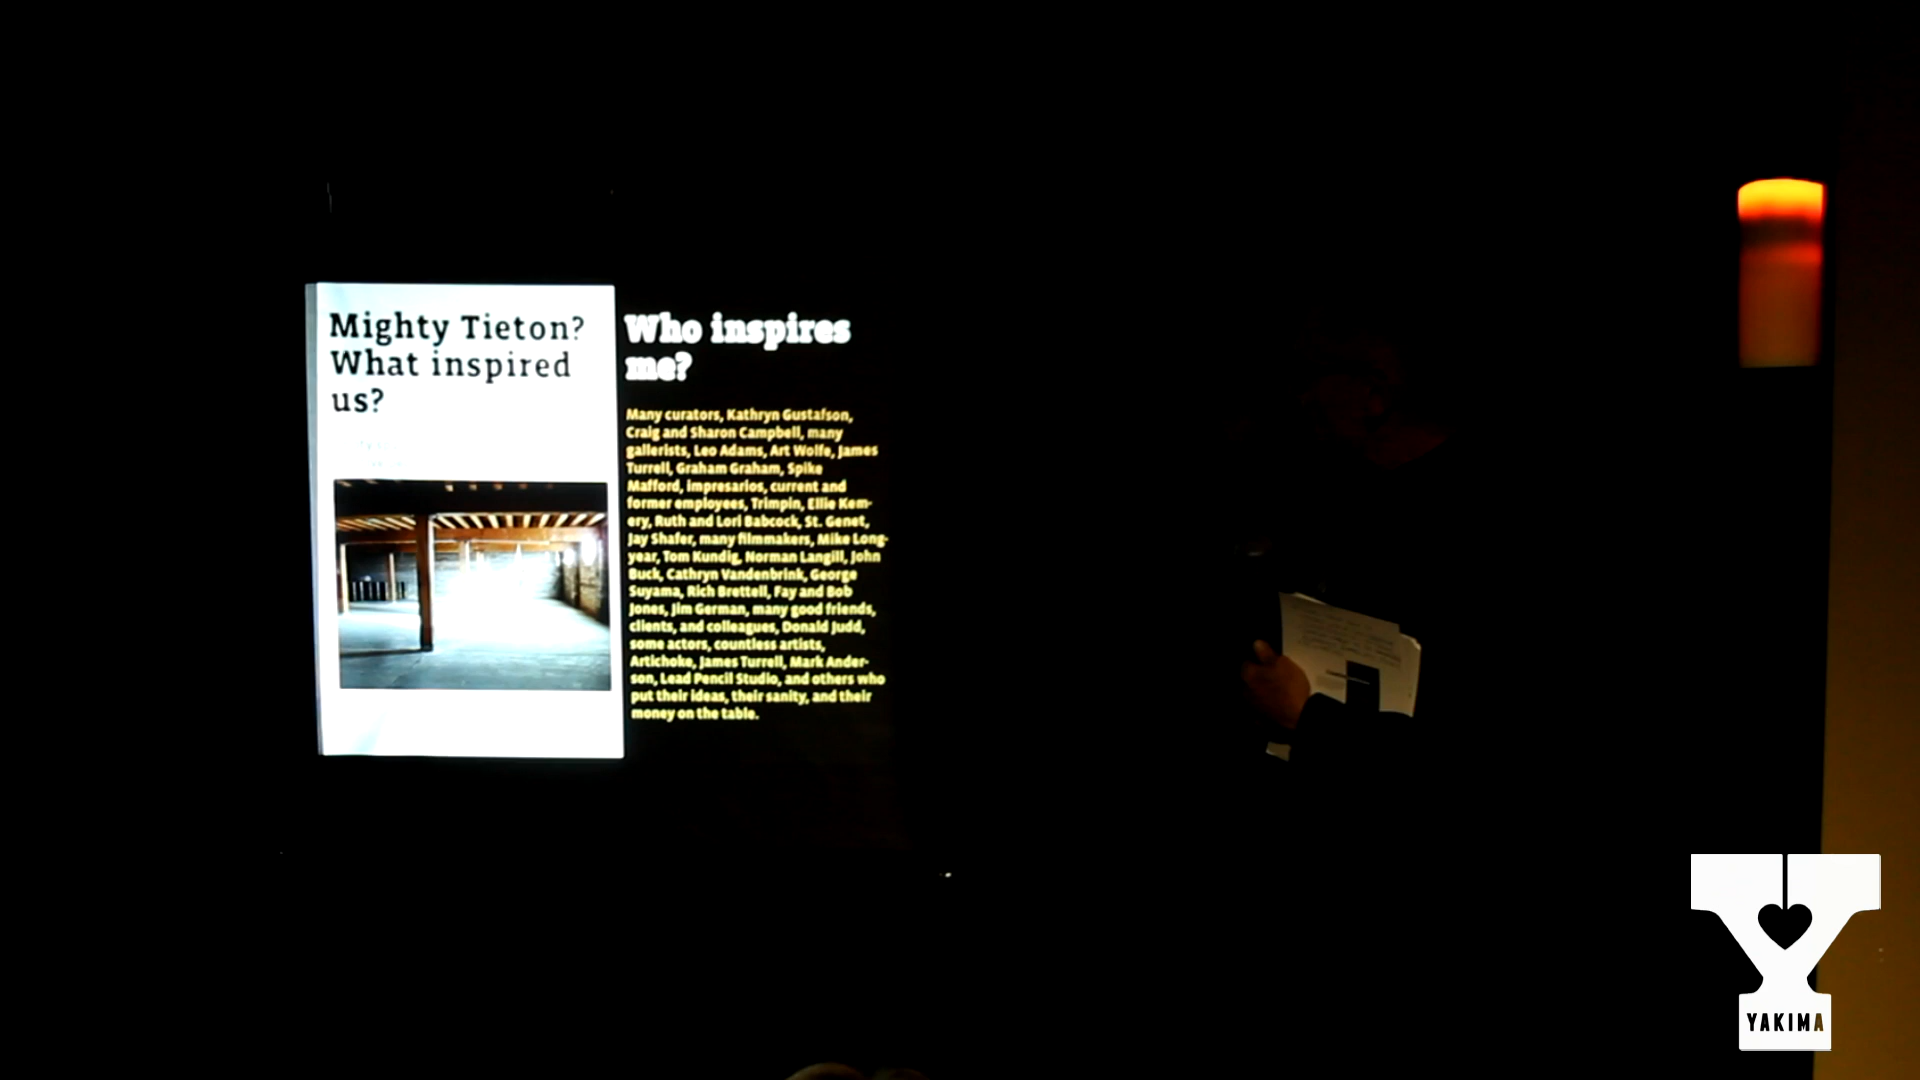 Mighty Tieton?
What inspired
us?
Who inspires
me?
Many curators, Kathryn Gustafson,
Craig and Sharon Campbell, many
gallerists, Leo Adams, Art Wolfe, James
Turrell, Graham Graham, Spike
Mafford, impresarios, current and
former employees, Trimpin, Ellie Kem-
ery, Ruth and Lori Babcock, St. Genet,
Jay Shafer, many filmmakers, Mike Long-
year, Tom Kundig, Norman Langill, John
Buck, Cathryn Vandenbrink, George
Suyama, Rich Brettell, Fay and Bob
Jones, Jim German, many good friends,
clients, and colleagues, Donald Judd,
some actors, countless artists,
Artichoke, James Turrell, Mark Ander-
son, Lead Pencil Studio, and others who
put their ideas, their sanity, and their
money on the table.
Y
YAKIMA